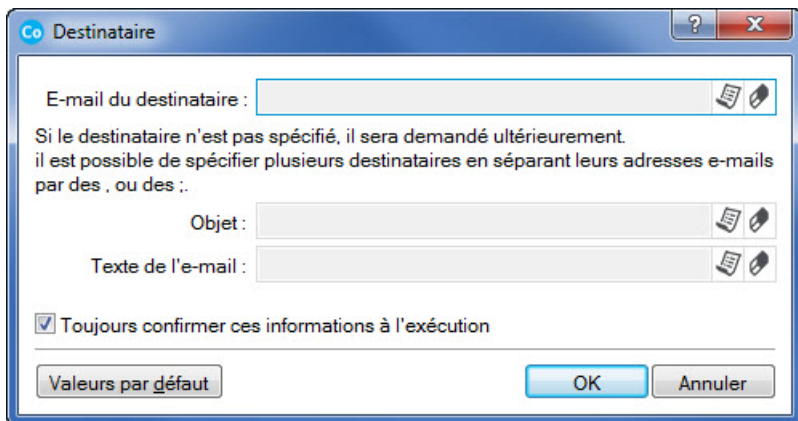 Co Destinataire
?
E-mail du destinataire :
Si le destinataire n'est pas spécifié, il sera demandé ultérieurement.
il est possible de spécifier plusieurs destinataires en séparant leurs adresses e-mails
par des , ou des ;.
Objet :
Texte de l'e-mail :
Toujours confirmer ces informations à l'exécution
Valeurs par défaut OK Annuler